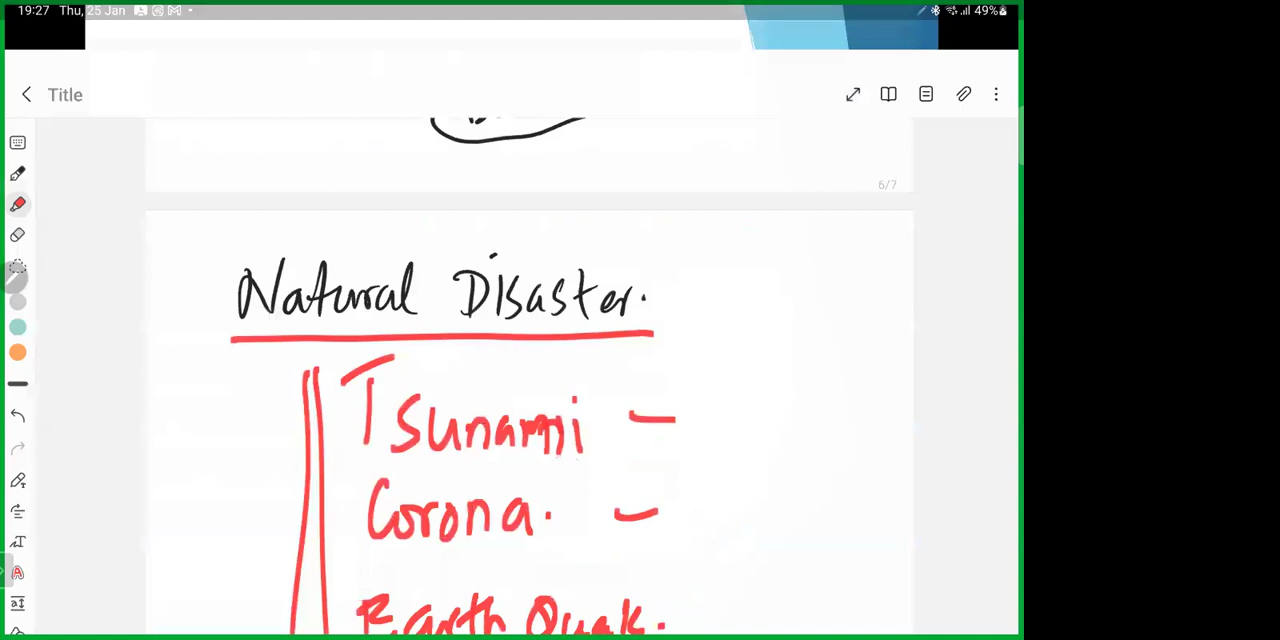 19:27 Thu, 25 Jan
49%
Title
6/7
Natural Disaster.
Tsunami –
Corona. –
Earth Quak.